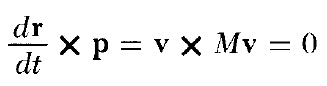 dr/dt × p = v × Mv = 0